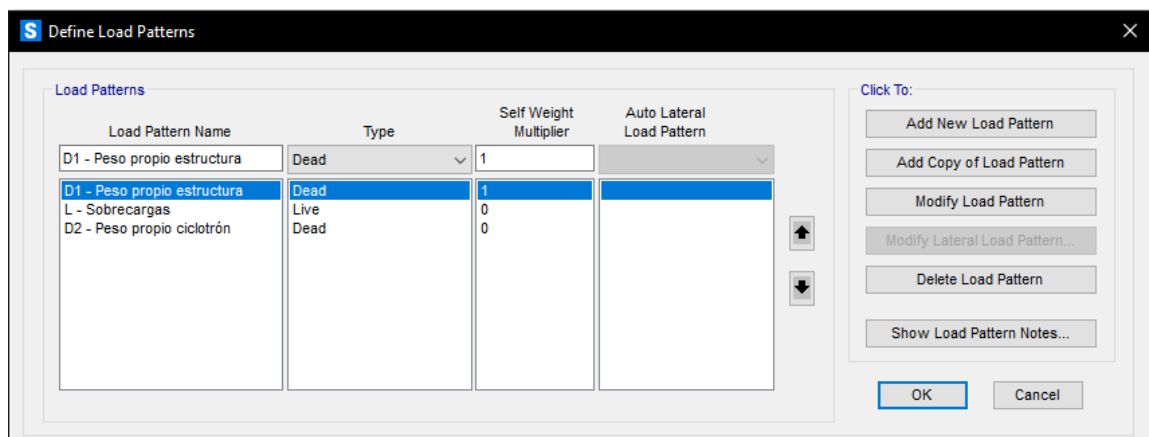 S Define Load Patterns
Load Patterns
Load Pattern Name Type Self Weight Multiplier Auto Lateral Load Pattern
D1 - Peso propio estructura Dead 1
D1 - Peso propio estructura Dead 1
L - Sobrecargas Live 0
D2 - Peso propio ciclotrón Dead 0
Click To:
Add New Load Pattern
Add Copy of Load Pattern
Modify Load Pattern
Modify Lateral Load Pattern...
Delete Load Pattern
Show Load Pattern Notes...
OK Cancel